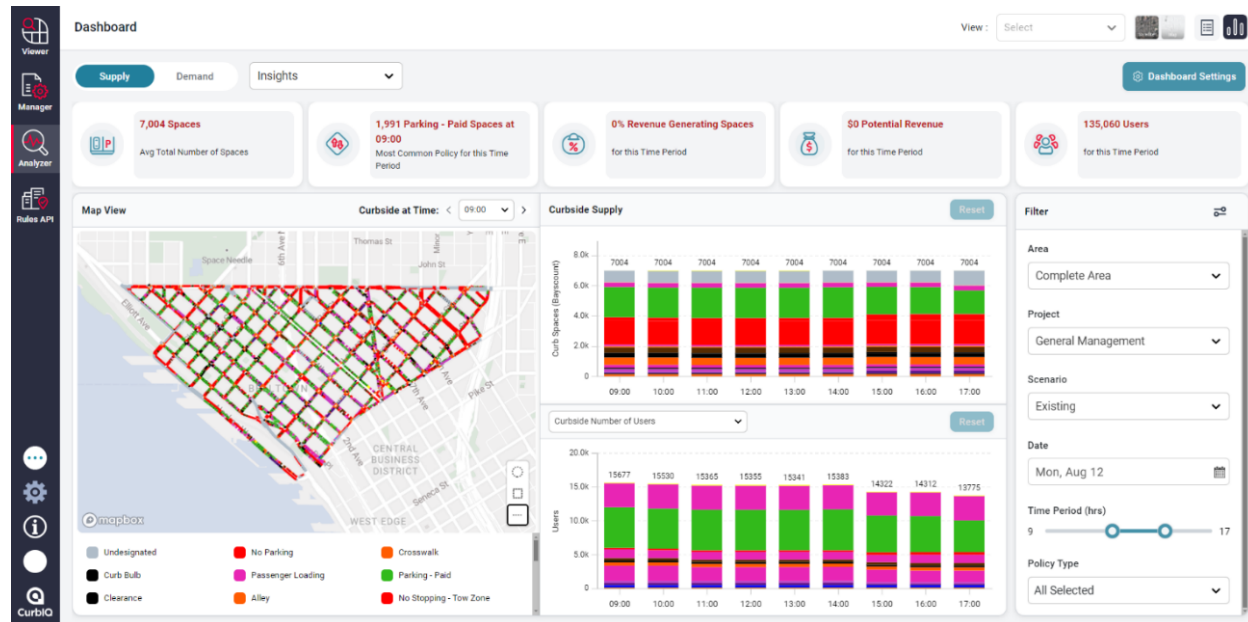 Viewer
Manager
Analyzer
Rules API
CurbIQ
Dashboard
View :
Select
Supply
Demand
Insights
Dashboard Settings
7,004 Spaces
Avg Total Number of Spaces
1,991 Parking - Paid Spaces at
09:00
Most Common Policy for this Time
Period
0% Revenue Generating Spaces
for this Time Period
$0 Potential Revenue
for this Time Period
135,060 Users
for this Time Period
Map View
Curbside at Time:
09:00
Thomas St
Minor
6th Ave N
Space Needle
John St
Elliott Ave
BELLTOWN
7th Ave
Pike St
2nd Ave
CENTRAL
BUSINESS
DISTRICT
Seneca St
WEST EDGE
mapbox
Undesignated
No Parking
Crosswalk
Curb Bulb
Passenger Loading
Parking - Paid
Clearance
Alley
No Stopping - Tow Zone
Curbside Supply
Reset
Curb Spaces (Bayscount)
8.0k
6.0k
4.0k
2.0k
0
7004 7004 7004 7004 7004 7004 7004 7004 7004
09:00 10:00 11:00 12:00 13:00 14:00 15:00 16:00 17:00
Curbside Number of Users
Reset
Users
20.0k
15.0k
10.0k
5.0k
0
15677 15530 15365 15355 15341 15383 14322 14312 13775
09:00 10:00 11:00 12:00 13:00 14:00 15:00 16:00 17:00
Filter
Area
Complete Area
Project
General Management
Scenario
Existing
Date
Mon, Aug 12
Time Period (hrs)
9
17
Policy Type
All Selected